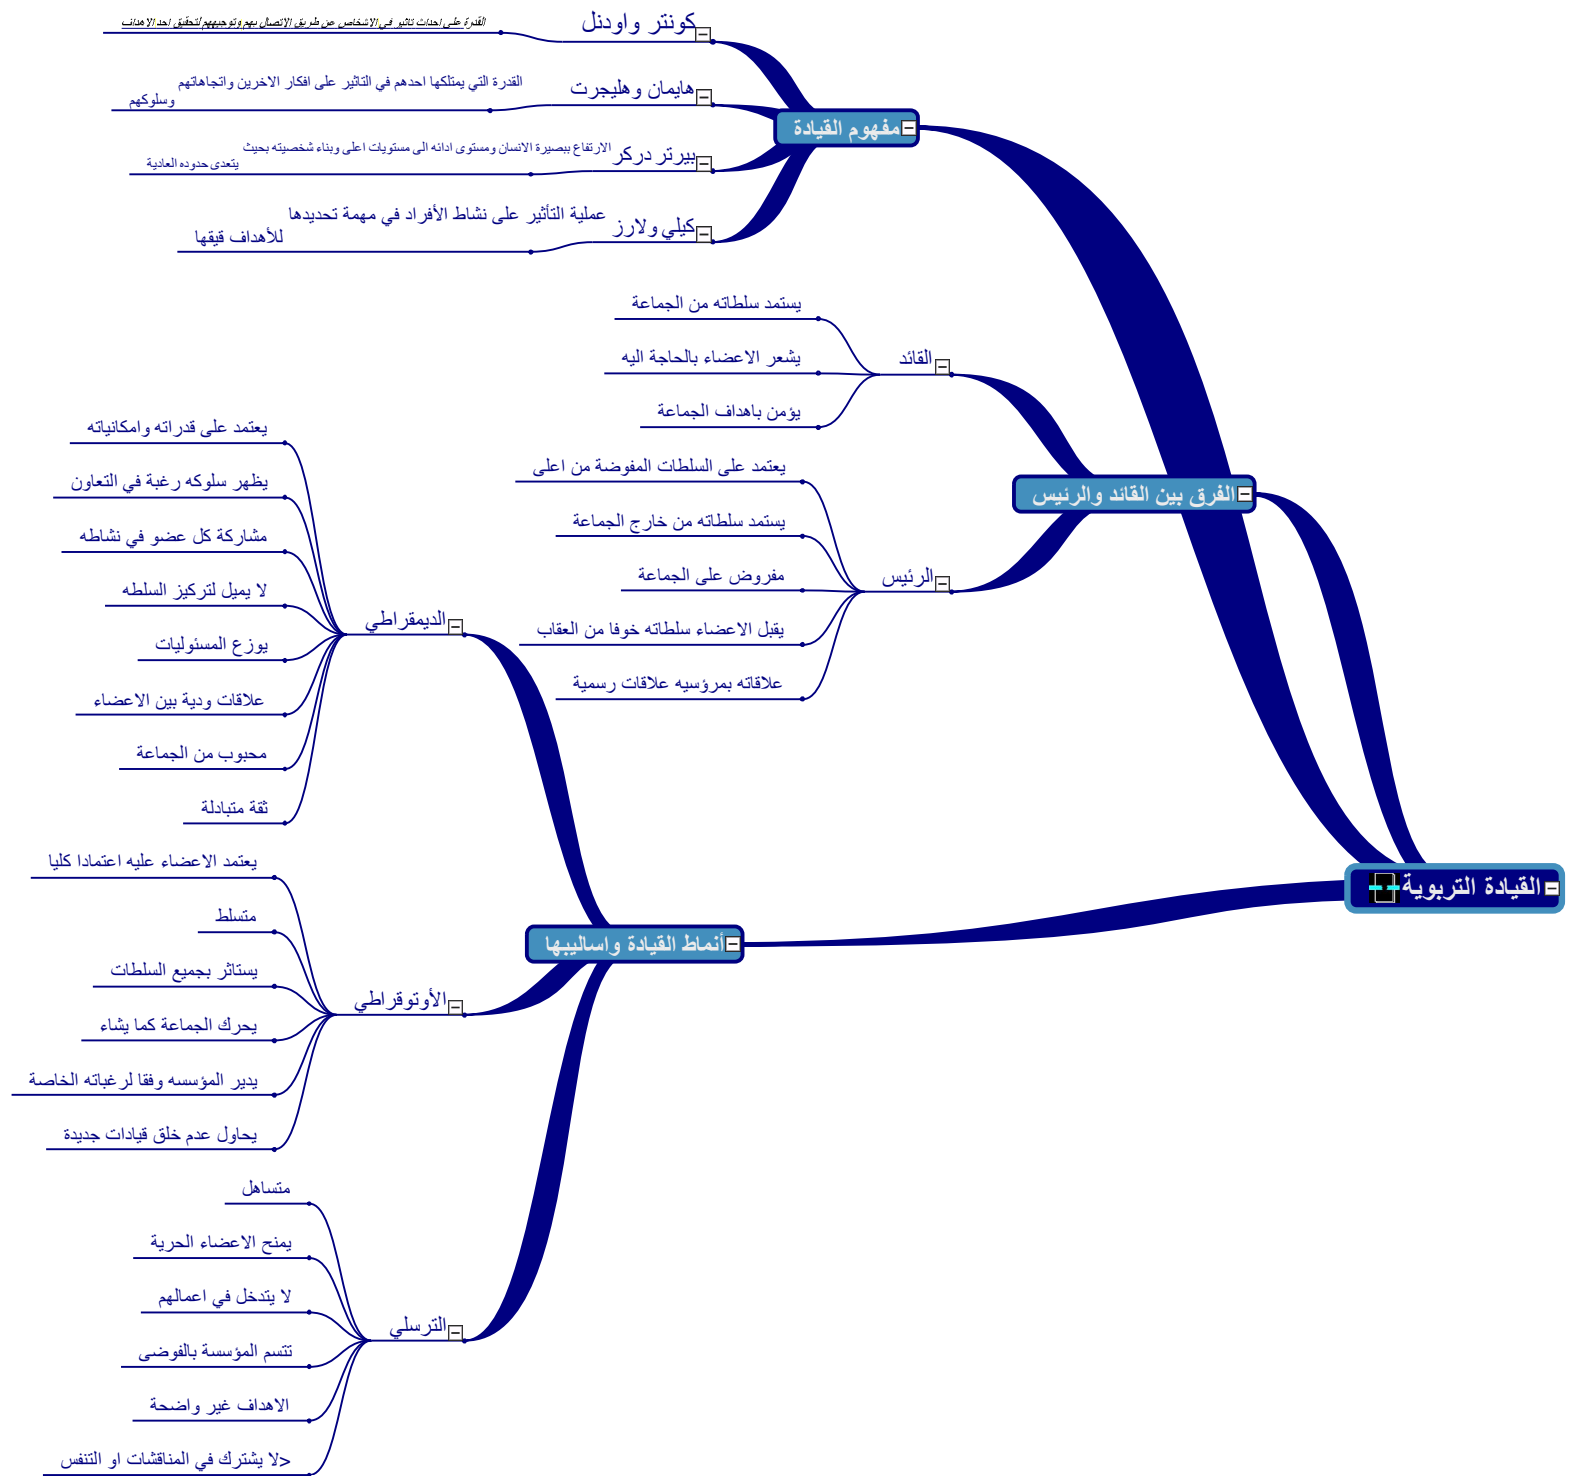 القيادة التربوية
مفهوم القيادة
كونتر واودنل
القدرة على احداث تاثير في الاشخاص عن طريق الاتصال بهم وتوجيههم لتحقيق احد الاهداف
هايمان وهليجرت
القدرة التي يمتلكها احدهم في التاثير على افكار الاخرين واتجاهاتهم
وسلوكهم
بيرتر دركر
الارتفاع ببصيرة الانسان ومستوى ادائه الى مستويات اعلى وبناء شخصيته بحيث
يتعدى حدوده العادية
كيلي ولارز
عملية التأثير على نشاط الأفراد في مهمة تحديدها
للأهداف قيقها
الفرق بين القائد والرئيس
القائد
يستمد سلطاته من الجماعة
يشعر الاعضاء بالحاجة اليه
يؤمن باهداف الجماعة
الرئيس
يعتمد على السلطات المفوضة من اعلى
يستمد سلطاته من خارج الجماعة
مفروض على الجماعة
يقبل الاعضاء سلطاته خوفا من العقاب
علاقاته بمرؤسيه علاقات رسمية
أنماط القيادة واساليبها
الديمقراطي
يعتمد على قدراته وامكانياته
يظهر سلوكه رغبة في التعاون
مشاركة كل عضو في نشاطه
لا يميل لتركيز السلطه
يوزع المسئوليات
علاقات ودية بين الاعضاء
محبوب من الجماعة
ثقة متبادلة
الأوتوقراطي
يعتمد الاعضاء عليه اعتمادا كليا
متسلط
يستاثر بجميع السلطات
يحرك الجماعة كما يشاء
يدير المؤسسه وفقا لرغباته الخاصة
يحاول عدم خلق قيادات جديدة
الترسلي
متساهل
يمنح الاعضاء الحرية
لا يتدخل في اعمالهم
تتسم المؤسسة بالفوضى
الاهداف غير واضحة
>لا يشترك في المناقشات او التنفس